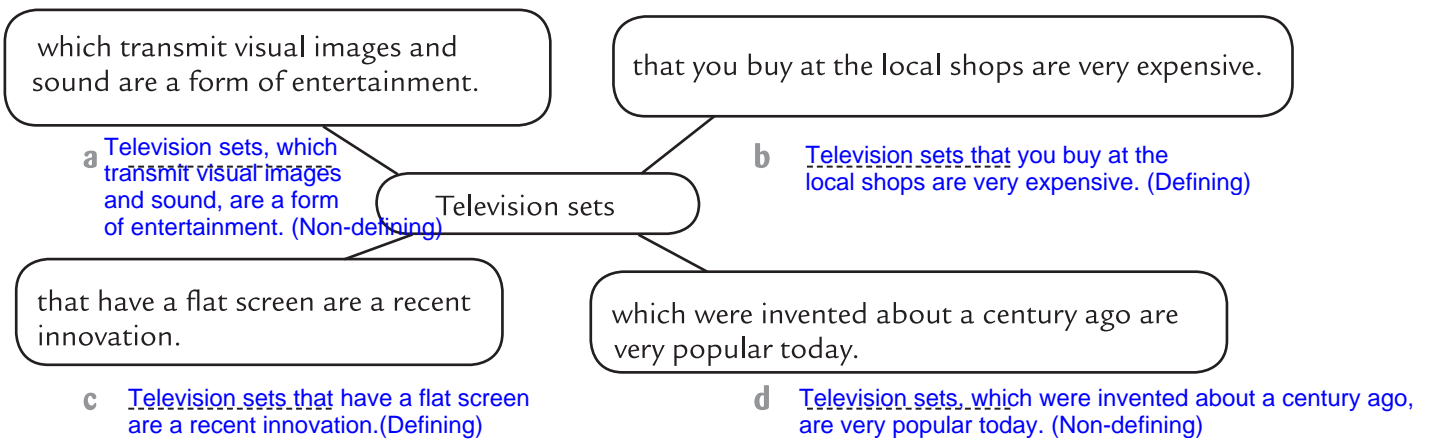 which transmit visual images and
sound are a form of entertainment.
that you buy at the local shops are very expensive.
a Television sets, which
transmit visual images
and sound, are a form
of entertainment. (Non-defining)
b Television sets that you buy at the
local shops are very expensive. (Defining)
Television sets
that have a flat screen are a recent
innovation.
which were invented about a century ago are
very popular today.
c Television sets that have a flat screen
are a recent innovation.(Defining)
d Television sets, which were invented about a century ago,
are very popular today. (Non-defining)